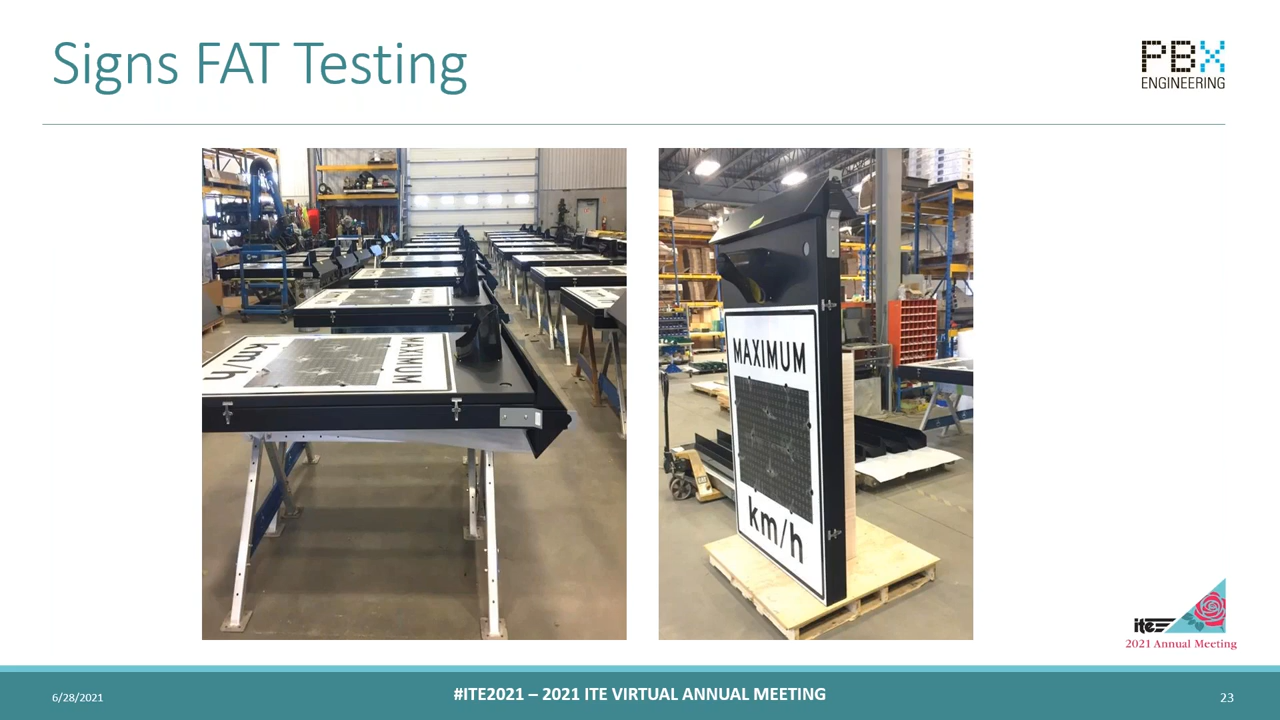 Signs FAT Testing
PBX
ENGINEERING
km/h
MAXIMUM
MAXIMUM
km/h
ite
2021 Annual Meeting
6/28/2021
#ITE2021 – 2021 ITE VIRTUAL ANNUAL MEETING
23